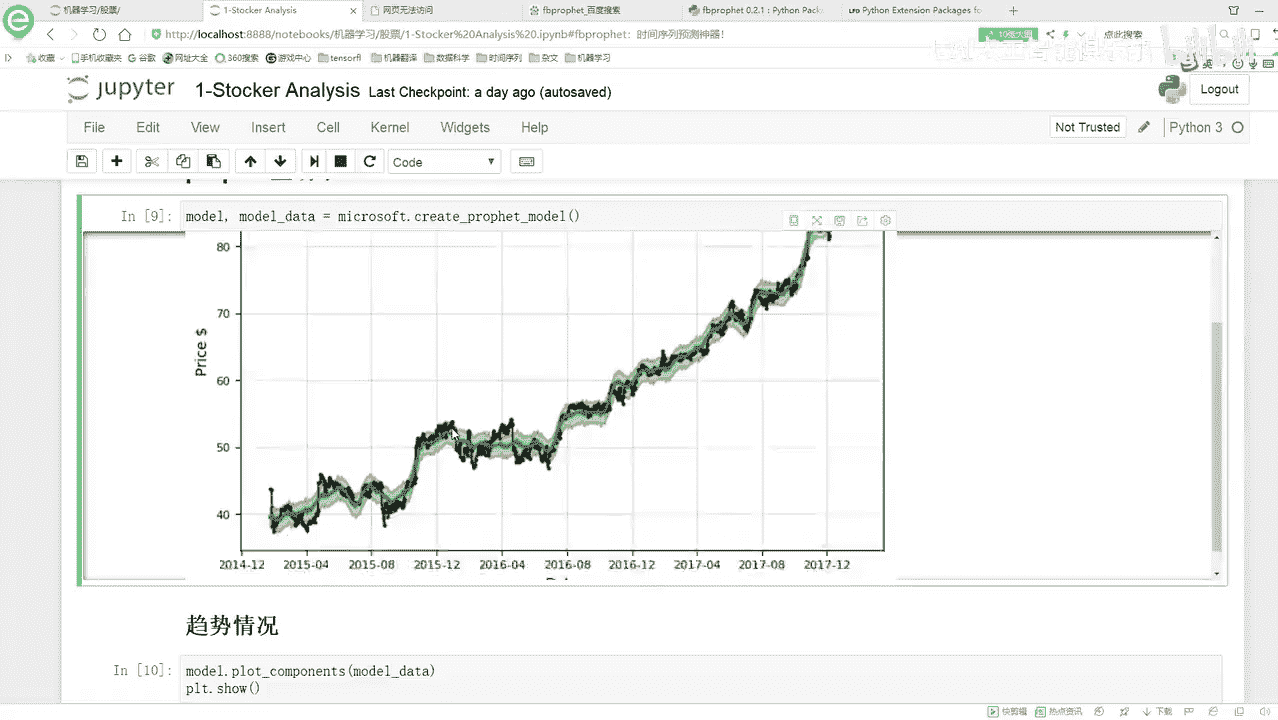 机器学习/股票/
1-Stocker Analysis
网页无法访问
fbprophet_百度搜索
fbprophet 0.2.1 : Python Pack
Python Extension Packages fo
http://localhost:8888/notebooks/机器学习/股票/1-Stocker%20Analysis%20.ipynb#fbprophet：时间序列预测神器！
点此搜索
收藏
手机收藏夹
谷歌
网址大全
360搜索
游戏中心
tensorfl
机器翻译
数据科学
时间序列
杂文
机器学习
jupyter
1-Stocker Analysis
Last Checkpoint: a day ago (autosaved)
Logout
File
Edit
View
Insert
Cell
Kernel
Widgets
Help
Not Trusted
Python 3
Code
In [9]:
model, model_data = microsoft.create_prophet_model()
80
70
60
50
40
Price $
2014-12
2015-04
2015-08
2015-12
2016-04
2016-08
2016-12
2017-04
2017-08
2017-12
趋势情况
In [10]:
model.plot_components(model_data)
plt.show()
快剪辑
热点资讯
下载